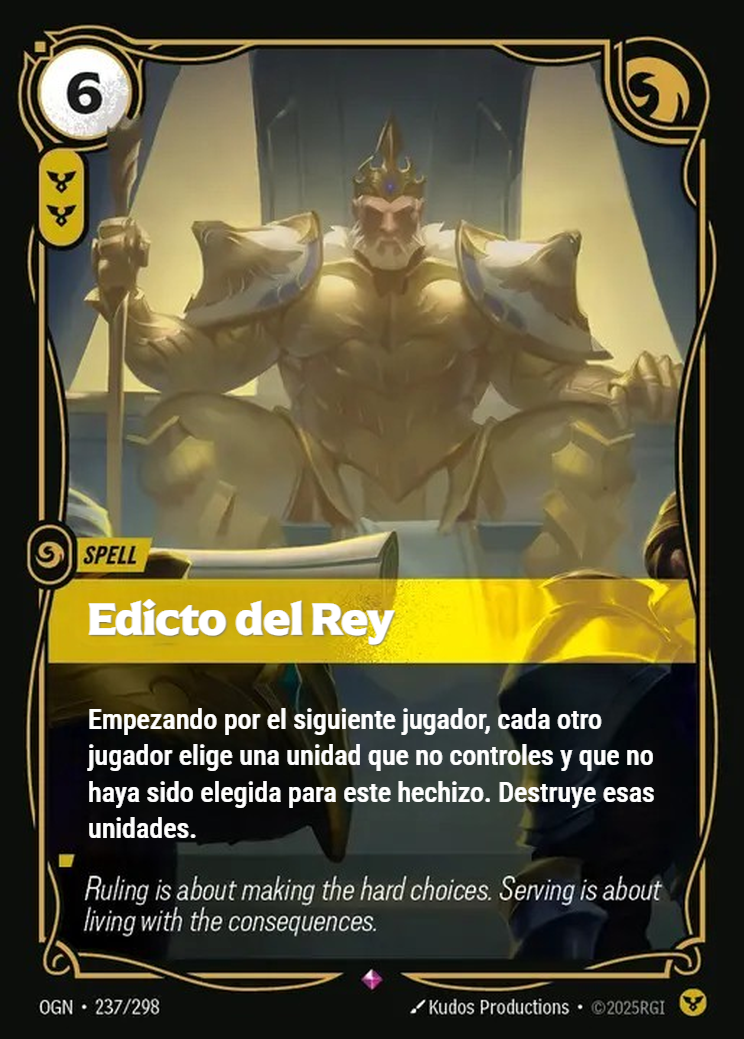 6
SPELL
Edicto del Rey
Empezando por el siguiente jugador, cada otro
jugador elige una unidad que no controles y que no
haya sido elegida para este hechizo. Destruye esas
unidades.
Ruling is about making the hard choices. Serving is about
living with the consequences.
OGN • 237/298
Kudos Productions • ©2025RGI